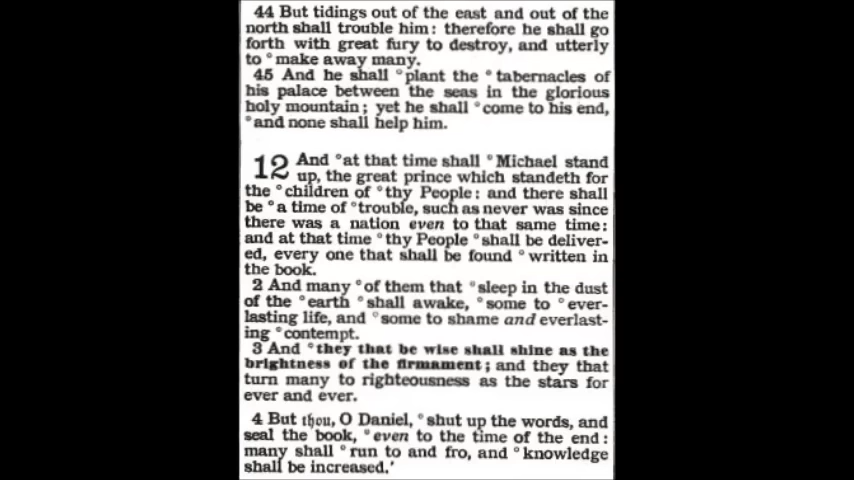 44 But tidings out of the east and out of the
north shall trouble him: therefore he shall go
forth with great fury to destroy, and utterly
to °make away many.
45 And he shall °plant the °tabernacles of
his palace between the seas in the glorious
holy mountain; yet he shall °come to his end,
°and none shall help him.
12 And °at that time shall °Michael stand
up, the great prince which standeth for
the °children of °thy People: and there shall
be °a time of °trouble, such as never was since
there was a nation even to that same time:
and at that time °thy People °shall be deliver-
ed, every one that shall be found °written in
the book.
2 And many °of them that °sleep in the dust
of the °earth °shall awake, °some to °ever-
lasting life, and °some to shame and everlast-
ing °contempt.
3 And °they that be wise shall shine as the
brightness of the firmament; and they that
turn many to righteousness as the stars for
ever and ever.
4 But thou, O Daniel, °shut up the words, and
seal the book, °even to the time of the end:
many shall °run to and fro, and °knowledge
shall be increased.'